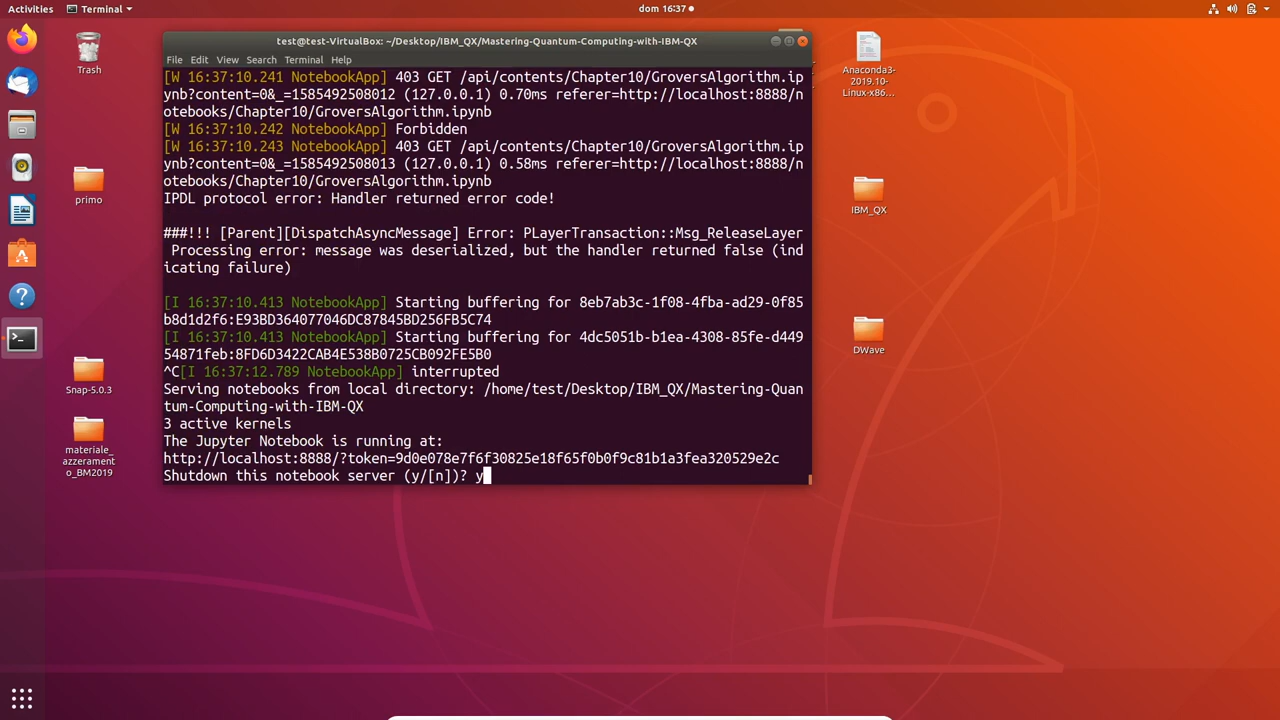 Activities
Terminal
dom 16:37
test@test-VirtualBox: ~/Desktop/IBM_QX/Mastering-Quantum-Computing-with-IBM-QX
File Edit View Search Terminal Help
[W 16:37:10.241 NotebookApp] 403 GET /api/contents/Chapter10/GroversAlgorithm.ip
ynb?content=0&_=1585492508012 (127.0.0.1) 0.70ms referer=http://localhost:8888/n
otebooks/Chapter10/GroversAlgorithm.ipynb
[W 16:37:10.242 NotebookApp] Forbidden
[W 16:37:10.243 NotebookApp] 403 GET /api/contents/Chapter10/GroversAlgorithm.ip
ynb?content=0&_=1585492508013 (127.0.0.1) 0.58ms referer=http://localhost:8888/n
otebooks/Chapter10/GroversAlgorithm.ipynb
IPDL protocol error: Handler returned error code!
###!!! [Parent][DispatchAsyncMessage] Error: PLayerTransaction::Msg_ReleaseLayer
Processing error: message was deserialized, but the handler returned false (ind
icating failure)
[I 16:37:10.413 NotebookApp] Starting buffering for 8eb7ab3c-1f08-4fba-ad29-0f85
b8d1d2f6:E93BD364077046DC87845BD256FB5C74
[I 16:37:10.413 NotebookApp] Starting buffering for 4dc5051b-b1ea-4308-85fe-d449
54871feb:8FD6D3422CAB4E538B0725CB092FE5B0
^C[I 16:37:12.789 NotebookApp] interrupted
Serving notebooks from local directory: /home/test/Desktop/IBM_QX/Mastering-Quan
tum-Computing-with-IBM-QX
3 active kernels
The Jupyter Notebook is running at:
http://localhost:8888/?token=9d0e078e7f6f30825e18f65f0b0f9c81b1a3fea320529e2c
Shutdown this notebook server (y/[n])? y
Trash
primo
Snap-5.0.3
materiale_
azzerament
o_BM2019
Anaconda3-
2019.10-
Linux-x86...
IBM_QX
DWave